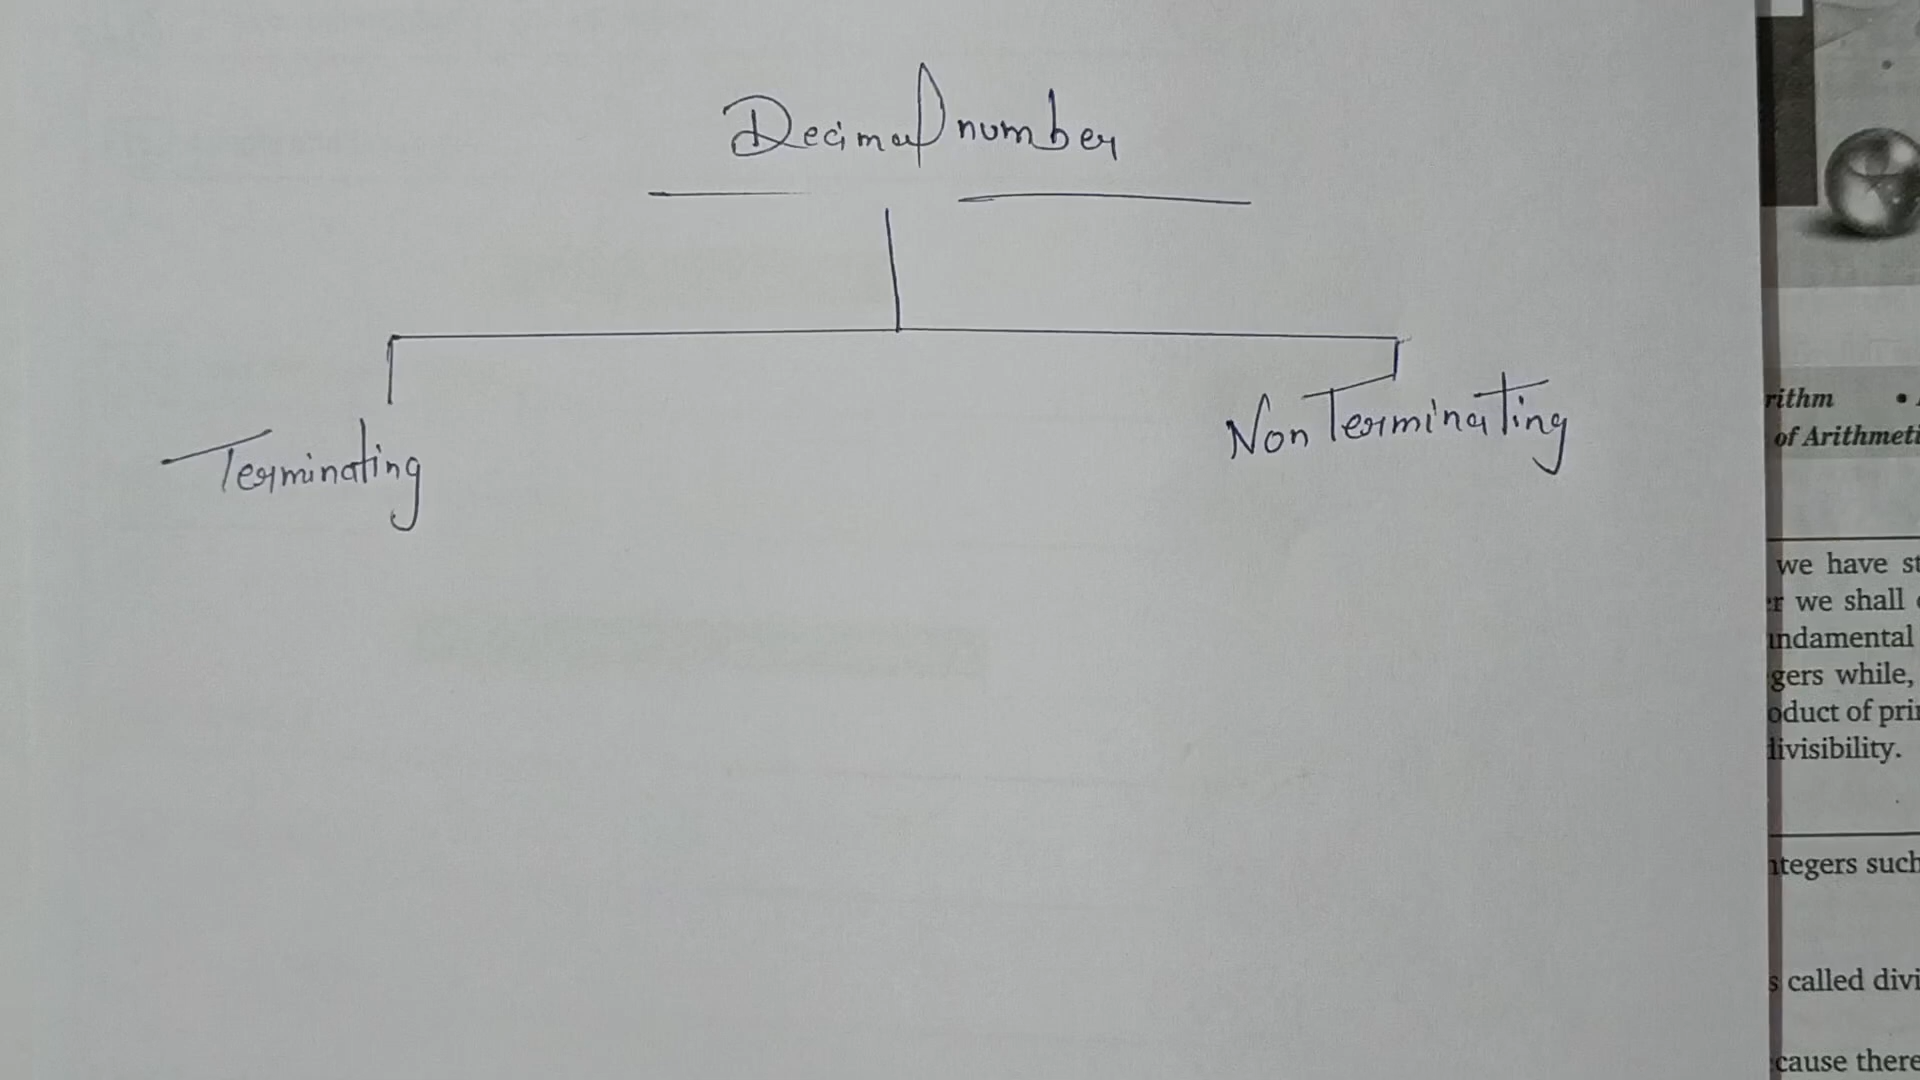 Decimal number
Terminating
Non Terminating
rithm
of Arithmeti
we have st
r we shall
undamental
gers while,
oduct of pri
divisibility.
ntegers such
s called divi
cause there